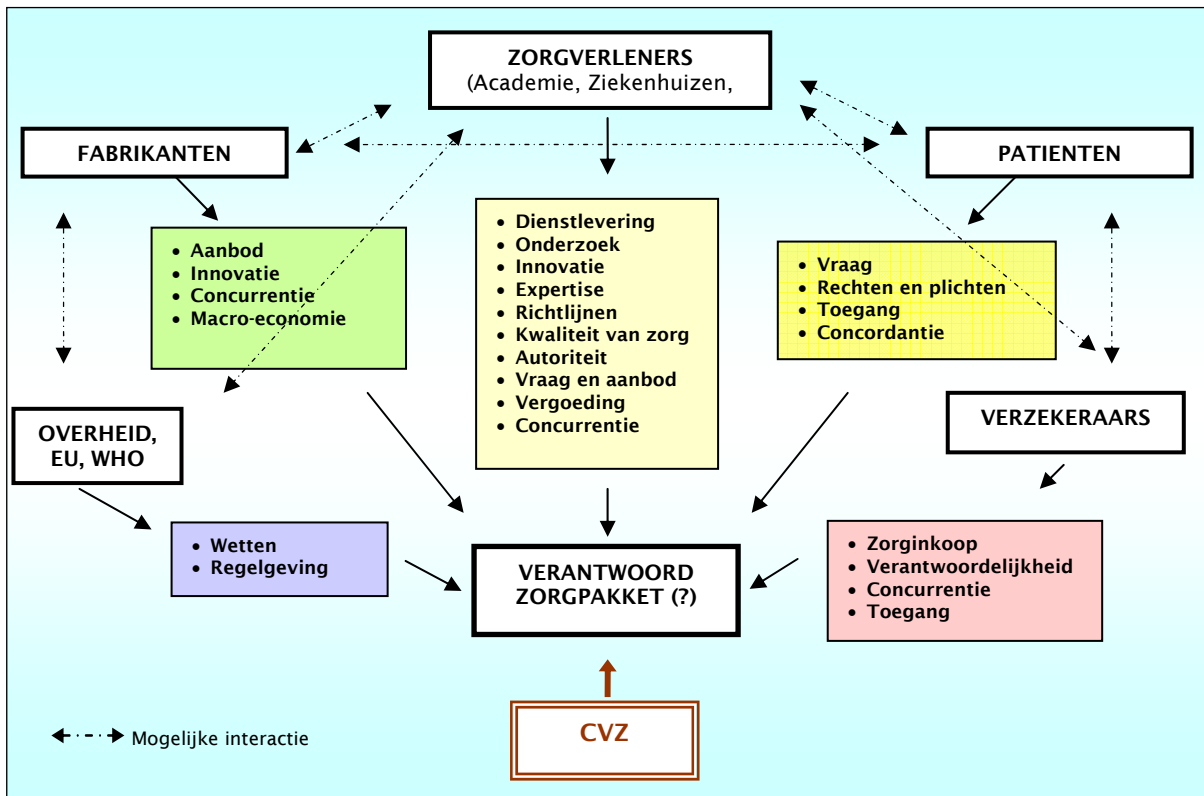 ZORGVERLENERS
(Academie, Ziekenhuizen,
FABRIKANTEN
PATIENTEN
• Aanbod
• Innovatie
• Concurrentie
• Macro-economie
• Dienstlevering
• Onderzoek
• Innovatie
• Expertise
• Richtlijnen
• Kwaliteit van zorg
• Autoriteit
• Vraag en aanbod
• Vergoeding
• Concurrentie
• Vraag
• Rechten en plichten
• Toegang
• Concordantie
OVERHEID,
EU, WHO
VERZEKERAARS
• Wetten
• Regelgeving
VERANTWOORD
ZORGPAKKET (?)
• Zorginkoop
• Verantwoordelijkheid
• Concurrentie
• Toegang
CVZ
Mogelijke interactie